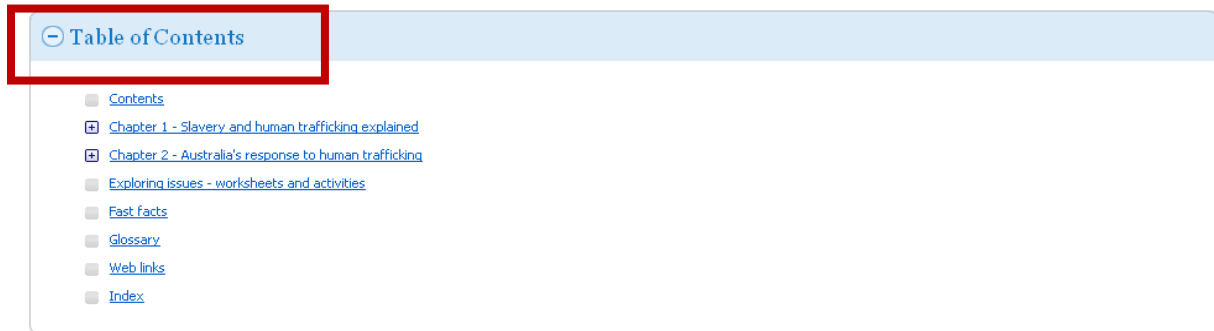 Table of Contents
Contents
Chapter 1 - Slavery and human trafficking explained
Chapter 2 - Australia's response to human trafficking
Exploring issues - worksheets and activities
Fast facts
Glossary
Web links
Index